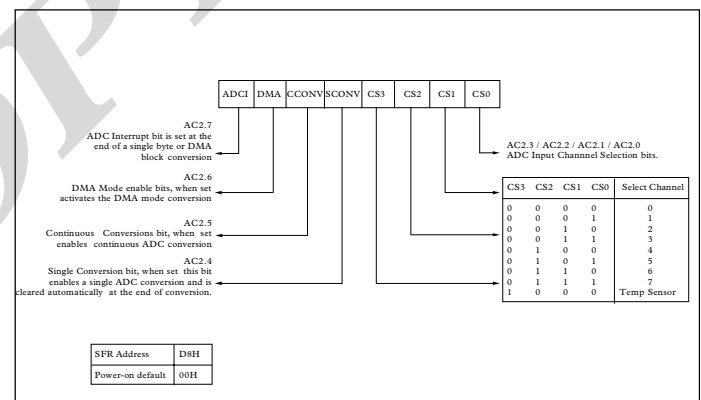 ADCI DMA CCONV SCONV CS3 CS2 CS1 CS0
AC2.7
ADC Interrupt bit is set at the
end of a single byte or DMA
block conversion
AC2.6
DMA Mode enable bits, when set
activates the DMA mode conversion
AC2.5
Continuous Conversions bit, when set
enables continuous ADC conversion
AC2.4
Single Conversion bit, when set this bit
enables a single ADC conversion and is
cleared automatically at the end of conversion.
AC2.3 / AC2.2 / AC2.1 / AC2.0
ADC Input Channnel Selection bits.
CS3 CS2 CS1 CS0 Select Channel
0 0 0 0 0
0 0 0 1 1
0 0 1 0 2
0 0 1 1 3
0 1 0 0 4
0 1 0 1 5
0 1 1 0 6
0 1 1 1 7
1 0 0 0 Temp Sensor
SFR Address D8H
Power-on default 00H